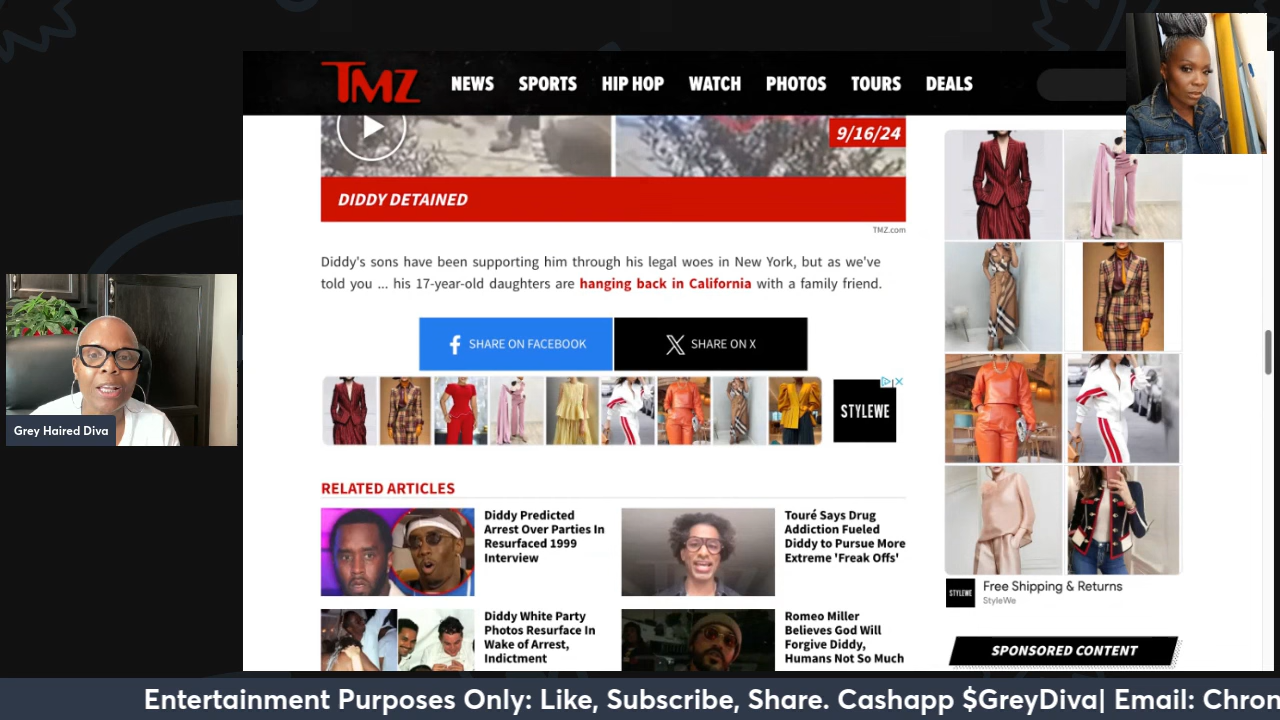 TMZ NEWS SPORTS HIP HOP WATCH PHOTOS TOURS DEALS
9/16/24
DIDDY DETAINED
TMZ.com
Diddy's sons have been supporting him through his legal woes in New York, but as we've
told you ... his 17-year-old daughters are hanging back in California with a family friend.
SHARE ON FACEBOOK
SHARE ON X
STYLEWE
RELATED ARTICLES
Diddy Predicted
Arrest Over Parties In
Resurfaced 1999
Interview
Touré Says Drug
Addiction Fueled
Diddy to Pursue More
Extreme 'Freak Offs'
Diddy White Party
Photos Resurface In
Wake of Arrest,
Indictment
Romeo Miller
Believes God Will
Forgive Diddy,
Humans Not So Much
STYLEWE
Free Shipping & Returns
StyleWe
SPONSORED CONTENT
Grey Haired Diva
Entertainment Purposes Only: Like, Subscribe, Share. Cashapp $GreyDiva| Email: Chron